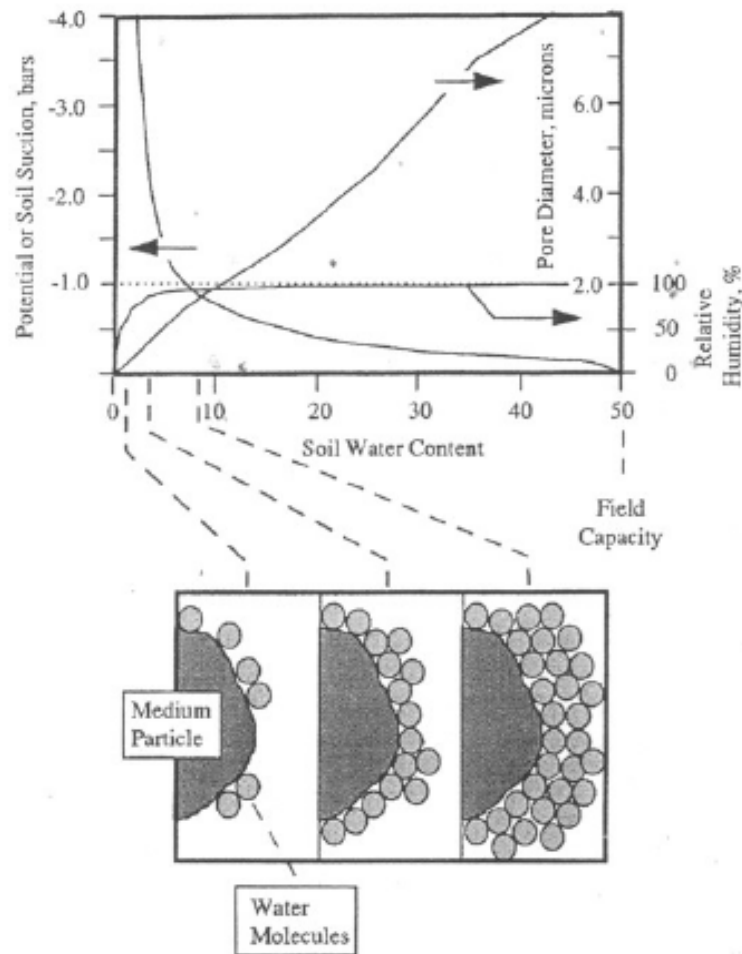 -4.0
-3.0
-2.0
-1.0
Potential or Soil Suction, bars
6.0
4.0
2.0
Pore Diameter, microns
100
50
0
Relative
Humidity, %
0
10
20
30
40
50
Soil Water Content
Field
Capacity
Medium
Particle
Water
Molecules